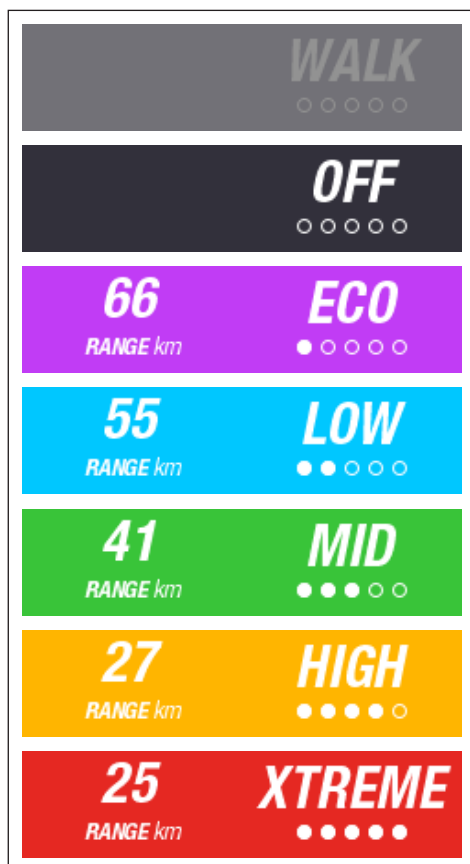 WALK
OFF
66 ECO
RANGE km
55 LOW
RANGE km
41 MID
RANGE km
27 HIGH
RANGE km
25 XTREME
RANGE km